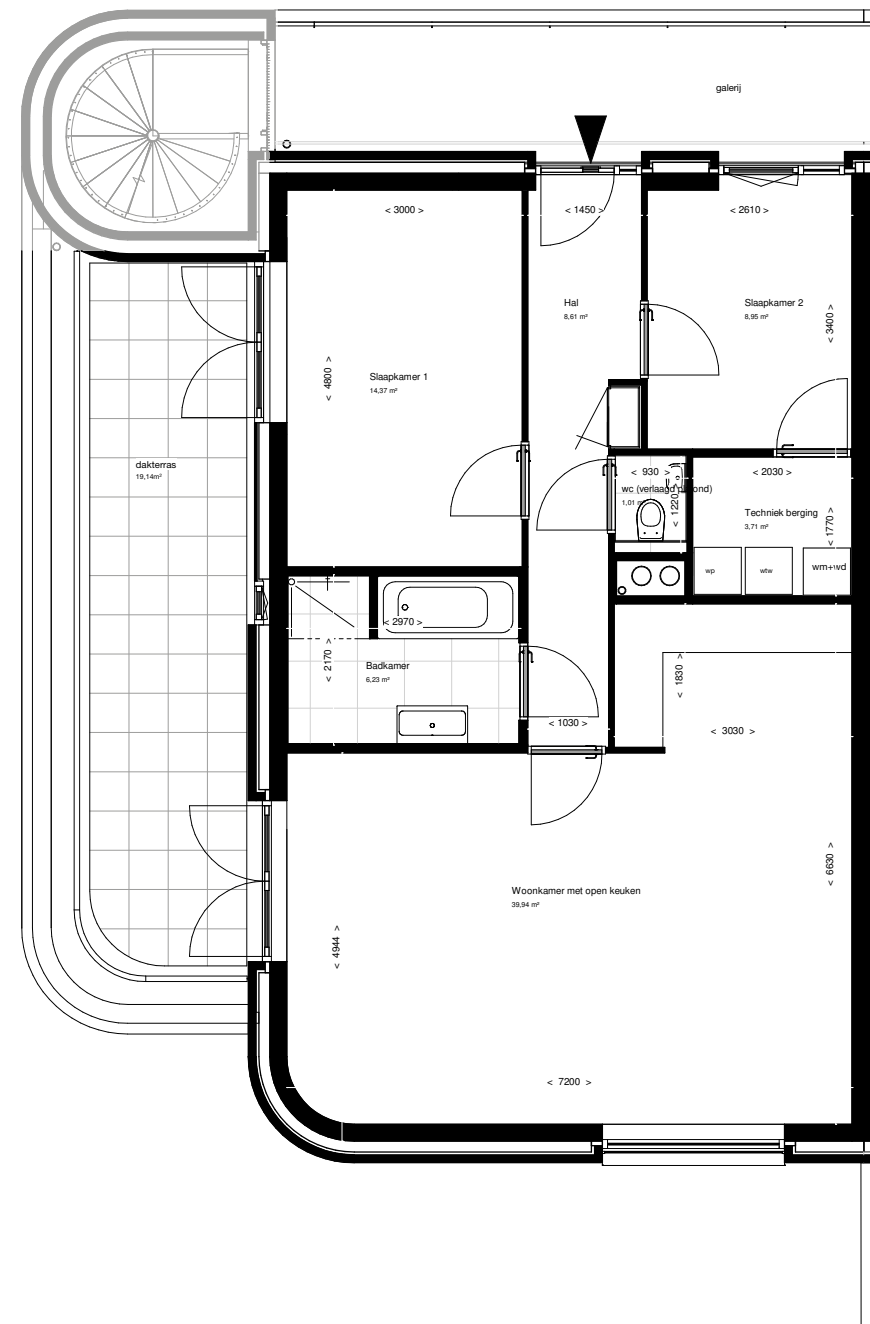 galerij
< 3000 >
< 1450 >
< 2610 >
Hal
8,61 m²
Slaapkamer 2
8,95 m²
< 3400 >
Slaapkamer 1
14,37 m²
< 4800 >
dakterras
19,14m²
< 930 >
wc (verlaagd
1,01
< 1220 >
< 2030 >
Techniek berging
3,71 m²
< 1770 >
wp
wtw
wm+wd
< 2970 >
Badkamer
6,23 m²
< 2170 >
< 1030 >
< 1830 >
< 3030 >
Woonkamer met open keuken
39,94 m²
< 6630 >
< 4944 >
< 7200 >